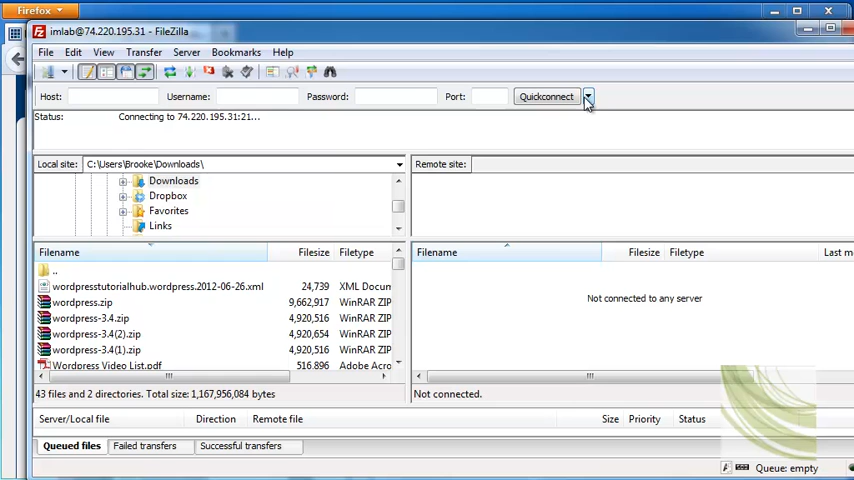 Firefox
imlab@74.220.195.31 - FileZilla
File Edit View Transfer Server Bookmarks Help
Host: Username: Password: Port: Quickconnect
Status: Connecting to 74.220.195.31:21...
Local site: C:\Users\Brooke\Downloads\ Remote site:
Downloads
Dropbox
Favorites
Links
Filename Filesize Filetype Filename Filesize Filetype Last m
..
wordpresstutorialhub.wordpress.2012-06-26.xml 24,739 XML Docum
wordpress.zip 9,662,917 WinRAR ZIP
Not connected to any server
wordpress-3.4.zip 4,920,516 WinRAR ZIP
wordpress-3.4(2).zip 4,920,654 WinRAR ZIP
wordpress-3.4(1).zip 4,920,516 WinRAR ZIP
Wordpress Video List.pdf 516,896 Adobe Acro
43 files and 2 directories. Total size: 1,167,956,084 bytes Not connected.
Server/Local file Direction Remote file Size Priority Status
Queued files Failed transfers Successful transfers
Queue: empty